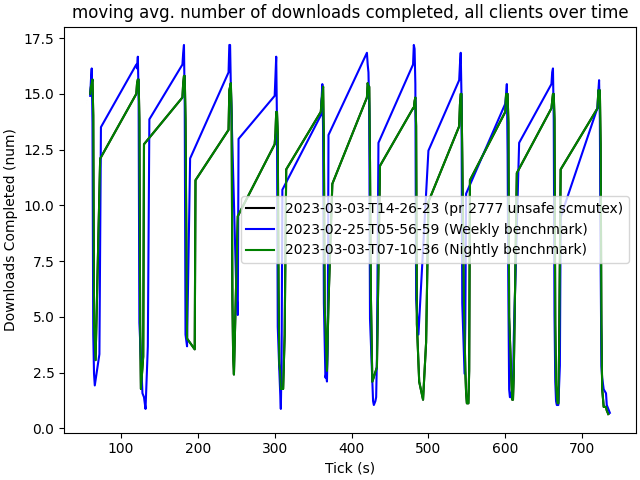 moving avg. number of downloads completed, all clients over time
17.5
15.0
12.5
10.0
7.5
5.0
2.5
0.0
Downloads Completed (num)
2023-03-03-T14-26-23 (pr 2777 unsafe scmutex)
2023-02-25-T05-56-59 (Weekly benchmark)
2023-03-03-T07-10-36 (Nightly benchmark)
100 200 300 400 500 600 700
Tick (s)